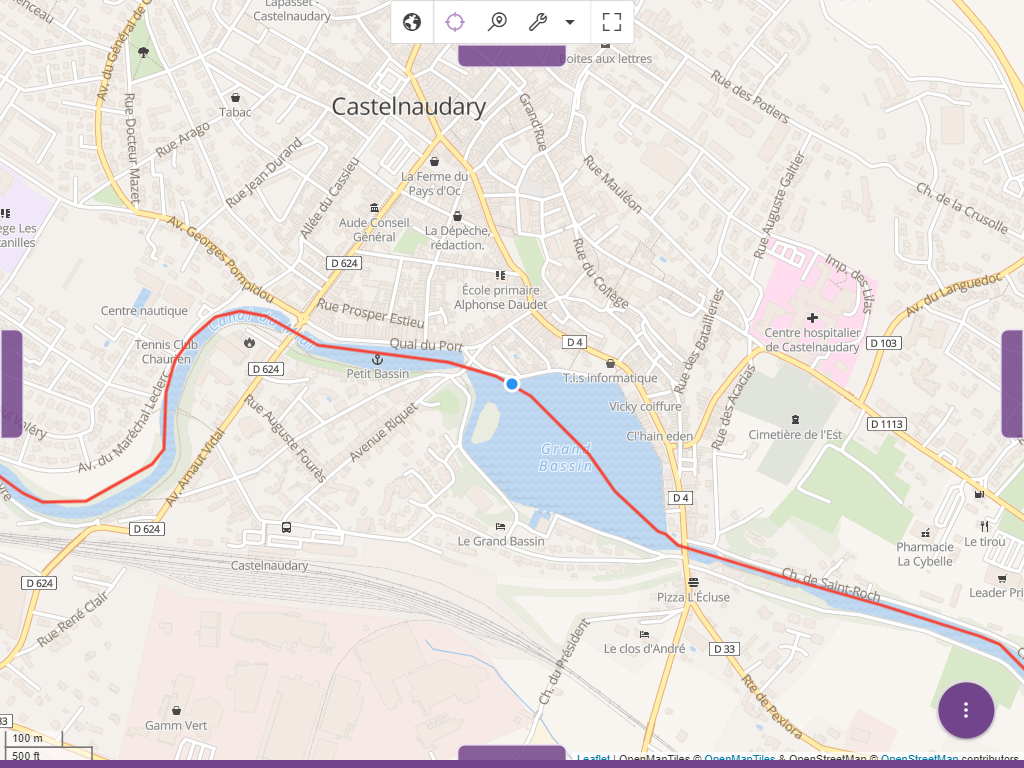 Lapasset -
Castelnaudary
Boites aux lettres
Av. du Général de G
Rue des Potiers
Tabac
Castelnaudary
Grand'Rue
Rue Docteur Mazet
Rue Arago
Rue Jean Durand
La Ferme du
Pays d'Oc
Rue Mauléon
Rue Auguste Galtier
Ch. de la Crusolle
Allée du Cassieu
Aude Conseil
Général
La Dépêche,
rédaction.
ège Les
tanilles
Av. Georges Pompidou
D 624
École primaire
Alphonse Daudet
Rue du Collège
Imp. des Lilas
Av. du Languedoc
Centre nautique
Rue Prosper Estieu
Canal du Midi
Centre hospitalier
de Castelnaudary
Rue des Batailleries
Quai du Port
D 4
D 103
Tennis Club
Chaurien
Petit Bassin
D 624
T.i.s informatique
Vicky coiffure
Rue des Acacias
Cl'hain eden
Cimetière de l'Est
D 1113
Av. du Maréchal Leclerc
Rue Auguste Fourès
Avenue Riquet
Av. Arnaut Vidal
Grand
Bassin
D 4
D 624
Le Grand Bassin
Castelnaudary
Pharmacie
La Cybelle
Le tirou
D 624
Rue René Clair
Pizza L'Écluse
Ch. de Saint-Roch
Leader Pri
Le clos d'André
D 33
Ch. du Président
Rte de Pexiora
Gamm Vert
33
100 m
500 ft
Leaflet | OpenMapTiles © OpenMapTiles & OpenStreetMap © OpenStreetMap contributors